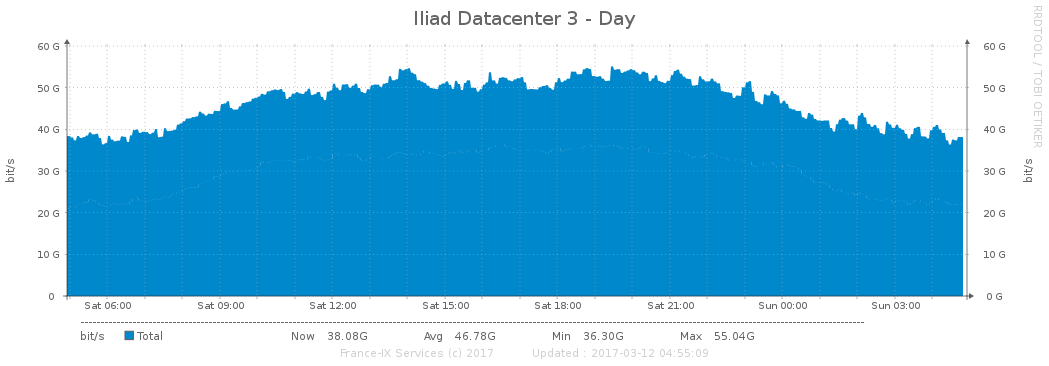 Iliad Datacenter 3 - Day
RRDTOOL / TOBI OETIKER
60 G 60 G
50 G 50 G
40 G 40 G
30 G 30 G
20 G 20 G
10 G 10 G
0 0 G
bit/s bit/s
Sat 06:00 Sat 09:00 Sat 12:00 Sat 15:00 Sat 18:00 Sat 21:00 Sun 00:00 Sun 03:00
bit/s Total Now 38.08G Avg 46.78G Min 36.30G Max 55.04G
France-IX Services (c) 2017 Updated : 2017-03-12 04:55:09